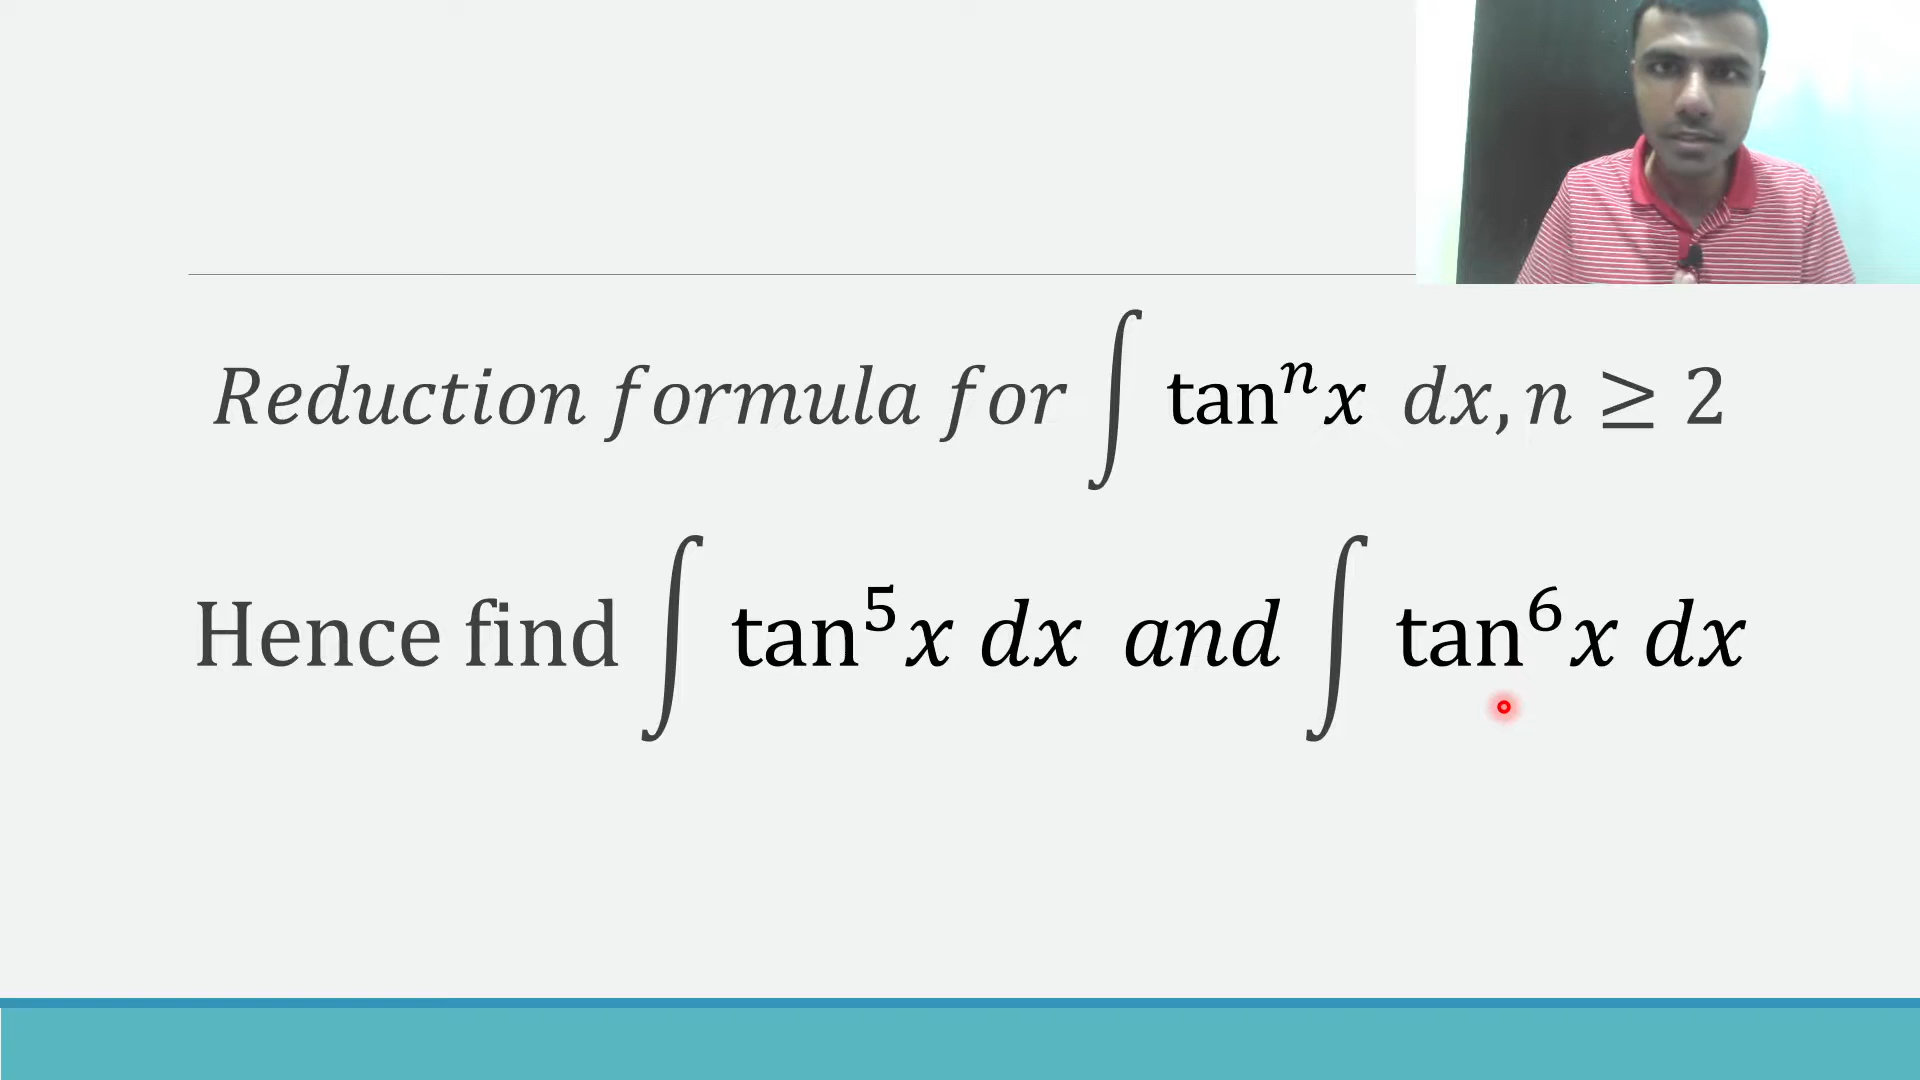 Reduction formula for ∫ tanⁿx dx, n ≥ 2
Hence find ∫ tan⁵x dx and ∫ tan⁶x dx